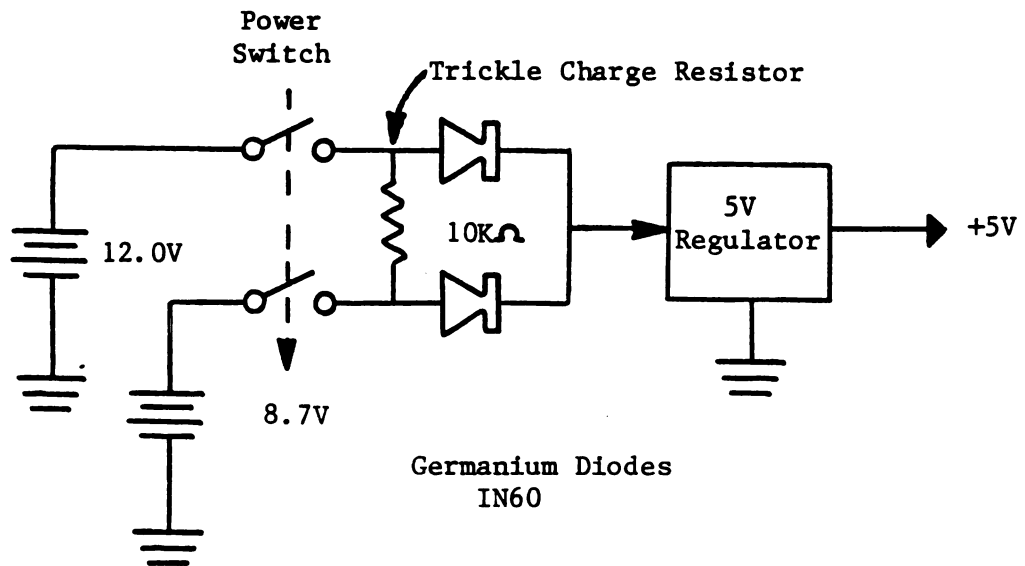 Power
Switch
Trickle Charge Resistor
12.0V
10KΩ
5V
Regulator
+5V
8.7V
Germanium Diodes
IN60